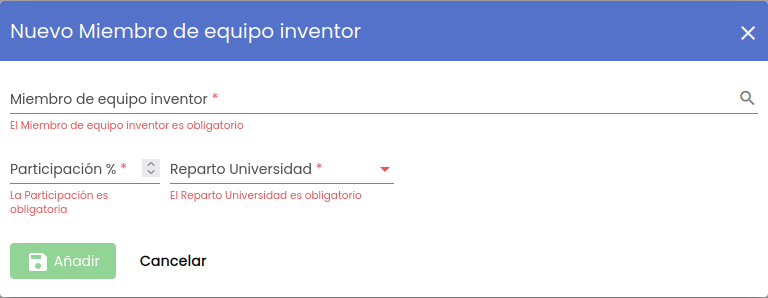 Nuevo Miembro de equipo inventor
Miembro de equipo inventor *
El Miembro de equipo inventor es obligatorio
Participación % * Reparto Universidad *
La Participación es obligatoria El Reparto Universidad es obligatorio
Añadir Cancelar